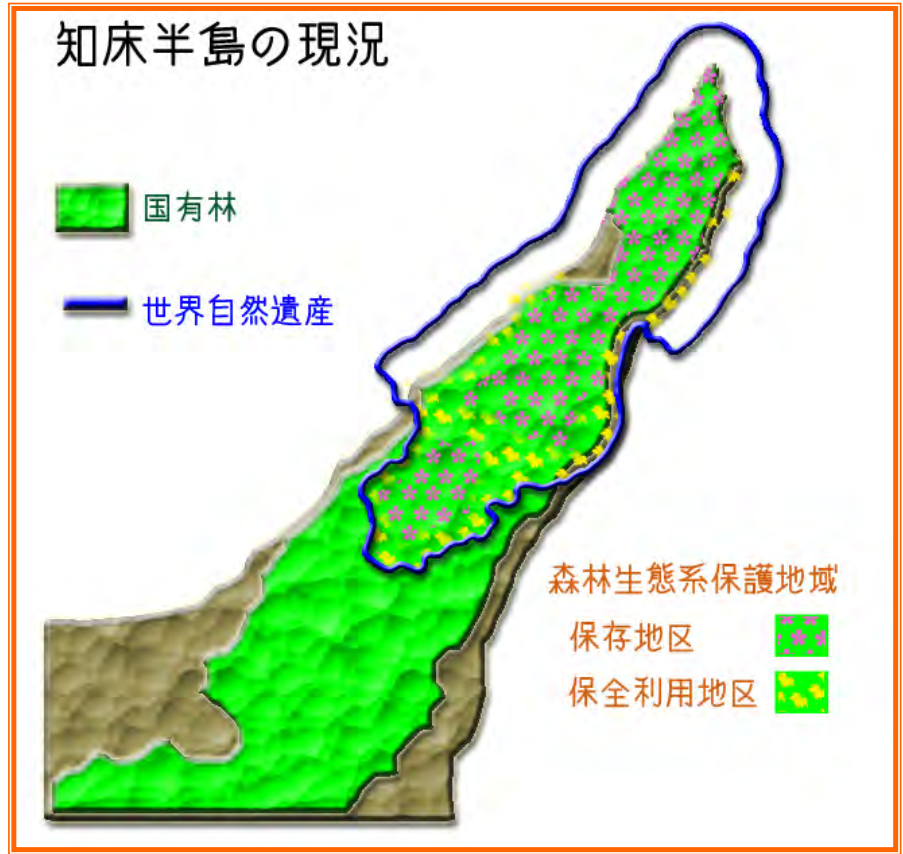 知床半島の現況
国有林
世界自然遺産
森林生態系保護地域
保存地区
保全利用地区